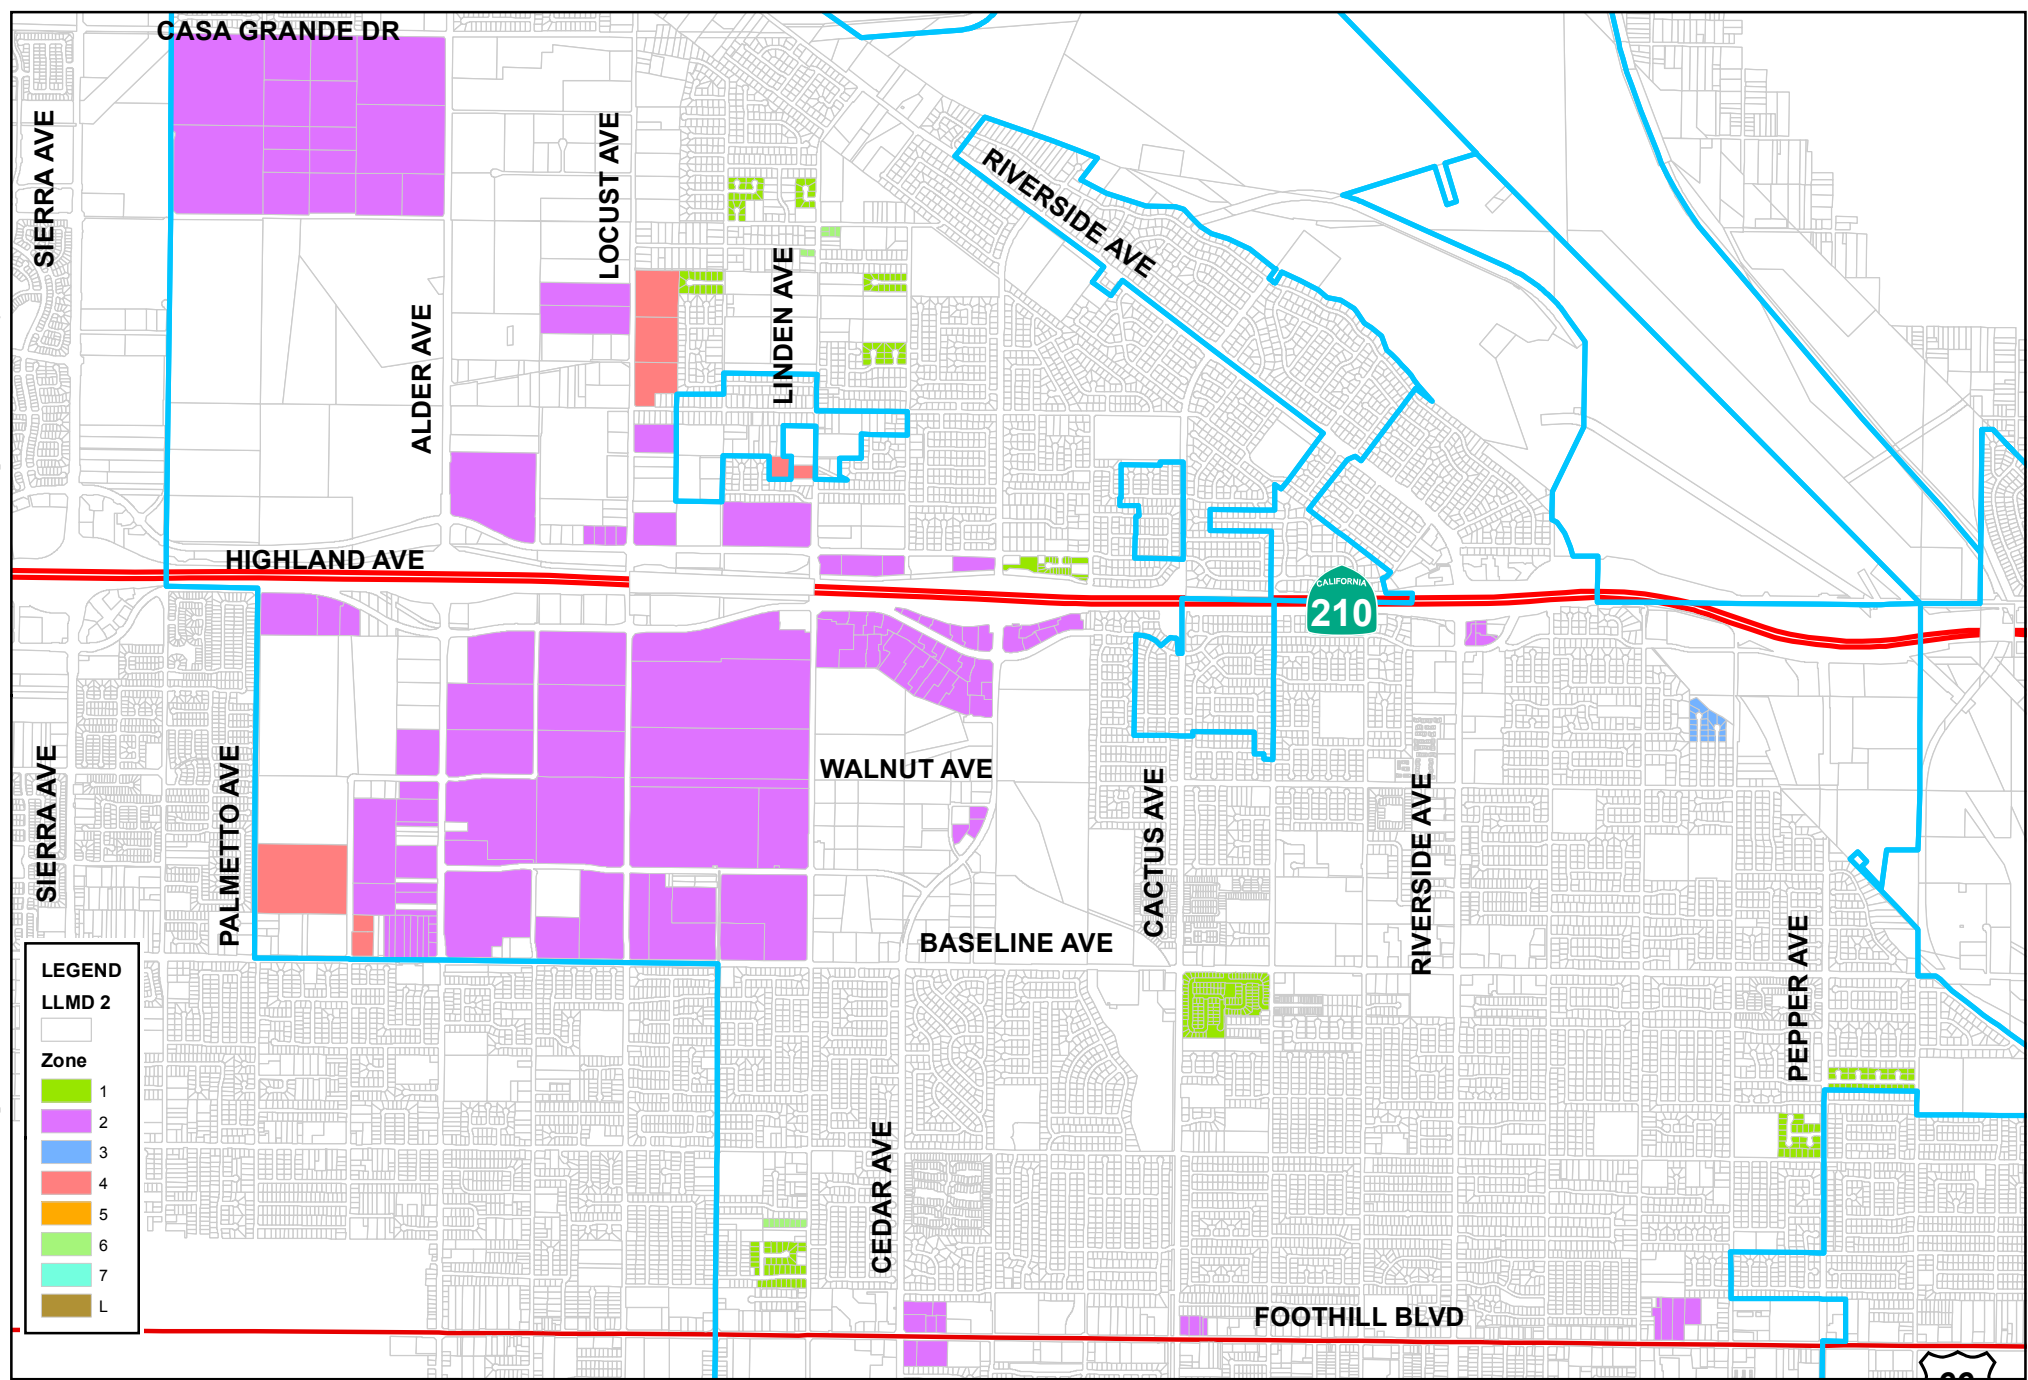 CASA GRANDE DR
SIERRA AVE
LOCUST AVE
RIVERSIDE AVE
LINDEN AVE
ALDER AVE
HIGHLAND AVE
CALIFORNIA
210
WALNUT AVE
SIERRA AVE
PALMETTO AVE
CACTUS AVE
RIVERSIDE AVE
BASELINE AVE
PEPPER AVE
CEDAR AVE
FOOTHILL BLVD
LEGEND
LLMD 2
Zone
1
2
3
4
5
6
7
L